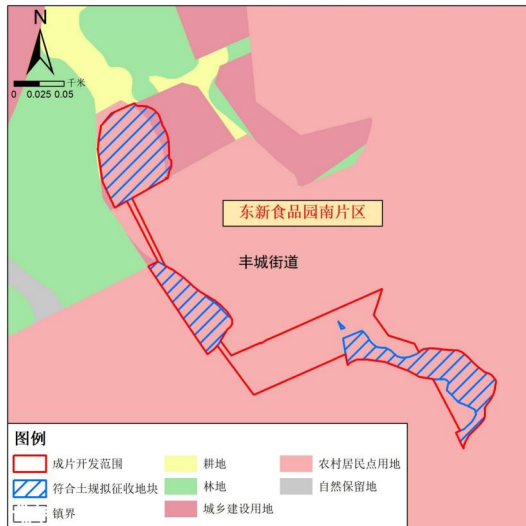 N
千米
0 0.025 0.05
东新食品园南片区
丰城街道
图例
成片开发范围
耕地
农村居民点用地
符合土规拟征收地块
林地
自然保留地
镇界
城乡建设用地